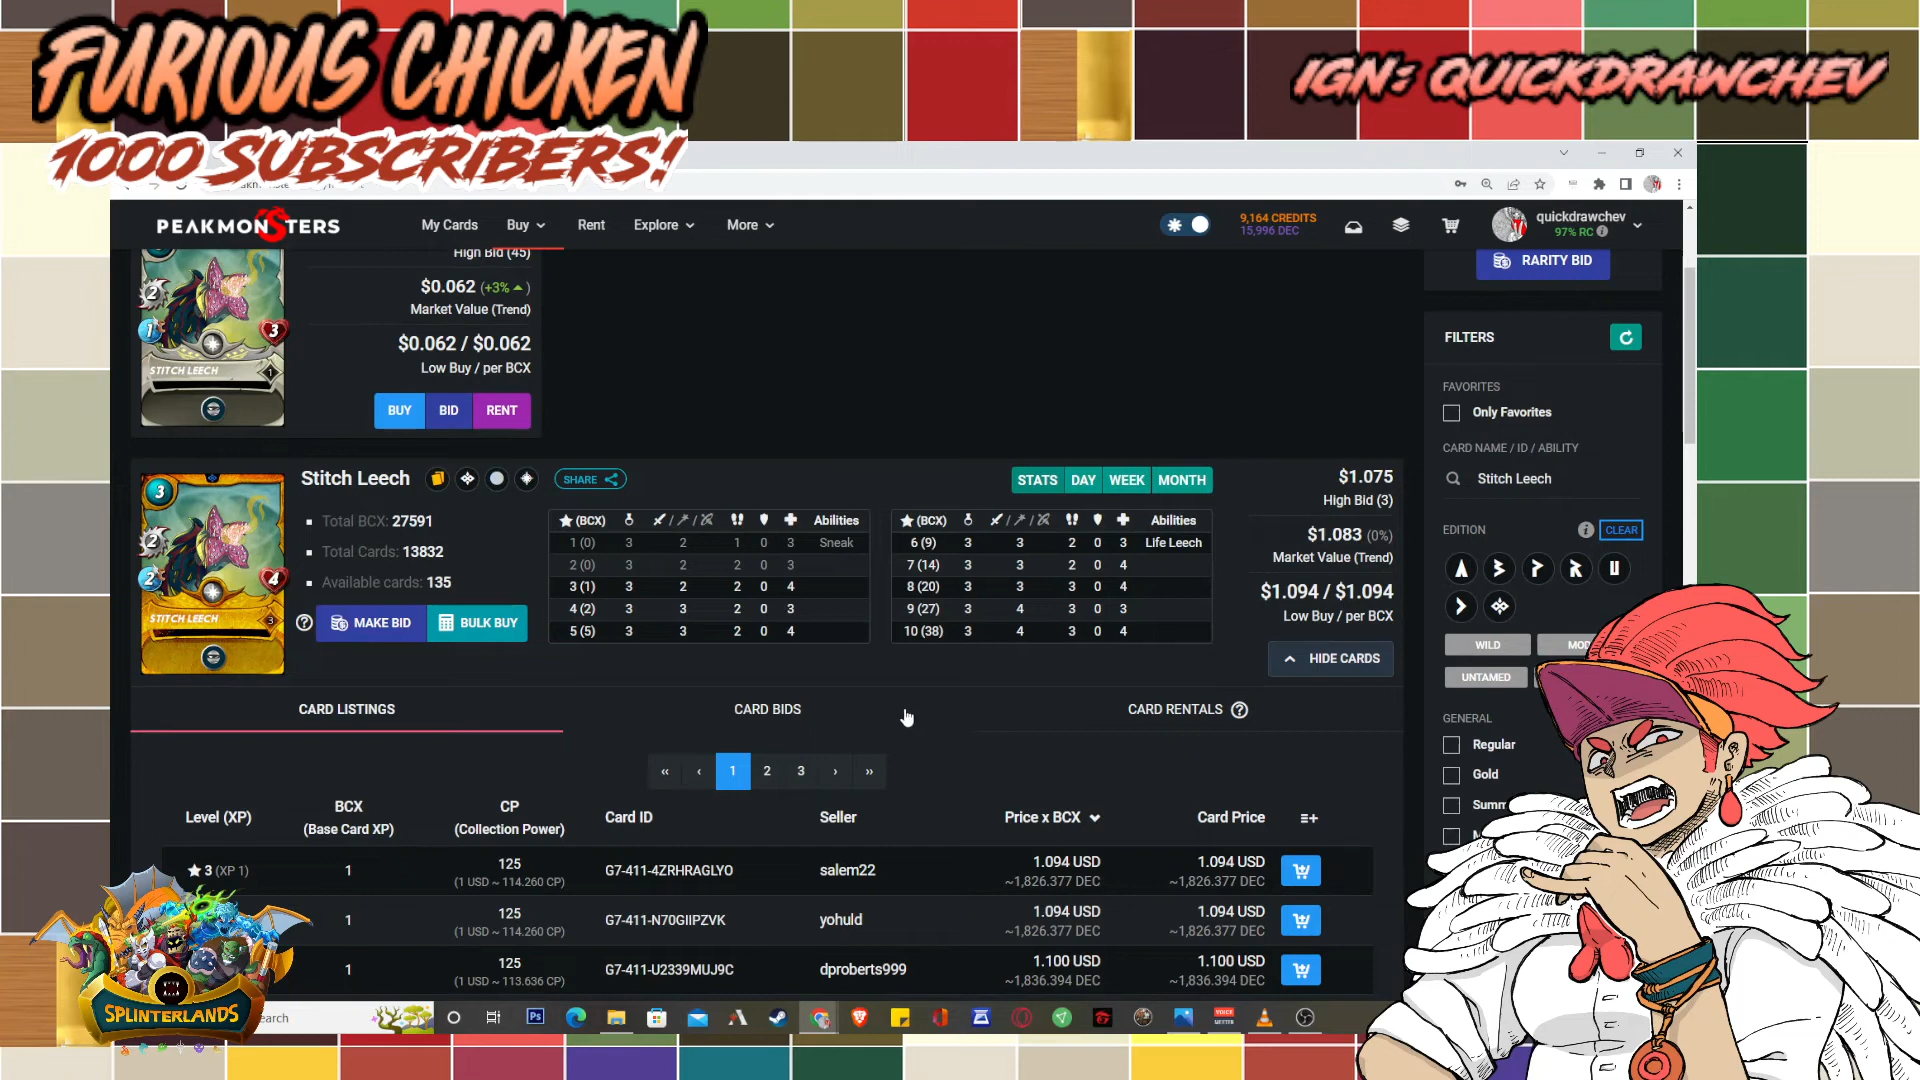 FURIOUS CHICKEN
1000 SUBSCRIBERS!
IGN: QUICKDRAWCHEV
PEAKMONSTERS
My Cards
Buy
Rent
Explore
More
9,164 CREDITS
15,996 DEC
quickdrawchev
97% RC
High Bid (45)
$0.062 (+3%)
Market Value (Trend)
$0.062 / $0.062
Low Buy / per BCX
BUY BID RENT
2
1
3
STITCH LEECH
1
RARITY BID
FILTERS
FAVORITES
Only Favorites
CARD NAME / ID / ABILITY
Stitch Leech
EDITION
CLEAR
WILD
UNTAMED
GENERAL
Regular
Gold
3
2
2
4
STITCH LEECH
3
Stitch Leech
SHARE
Total BCX: 27591
Total Cards: 13832
Available cards: 135
MAKE BID
BULK BUY
STATS DAY WEEK MONTH
(BCX) / / Abilities
1 (0) 3 2 1 0 3 Sneak
2 (0) 3 2 2 0 3
3 (1) 3 2 2 0 4
4 (2) 3 3 2 0 3
5 (5) 3 3 2 0 4
(BCX) / / Abilities
6 (9) 3 3 2 0 3 Life Leech
7 (14) 3 3 2 0 4
8 (20) 3 3 3 0 4
9 (27) 3 4 3 0 3
10 (38) 3 4 3 0 4
$1.075
High Bid (3)
$1.083 (0%)
Market Value (Trend)
$1.094 / $1.094
Low Buy / per BCX
HIDE CARDS
CARD LISTINGS
CARD BIDS
CARD RENTALS
« ‹ 1 2 3 › »
Level (XP)
BCX
(Base Card XP)
CP
(Collection Power)
Card ID
Seller
Price x BCX
Card Price
3 (XP 1)
1
125
(1 USD ~ 114.260 CP)
G7-411-4ZRHRAGLYO
salem22
1.094 USD
~1,826.377 DEC
1.094 USD
~1,826.377 DEC
1
125
(1 USD ~ 114.260 CP)
G7-411-N70GIIPZVK
yohuld
1.094 USD
~1,826.377 DEC
1.094 USD
~1,826.377 DEC
1
125
(1 USD ~ 113.636 CP)
G7-411-U2339MUJ9C
dproberts999
1.100 USD
~1,836.394 DEC
1.100 USD
~1,836.394 DEC
SPLINTERLANDS
earch
Ps